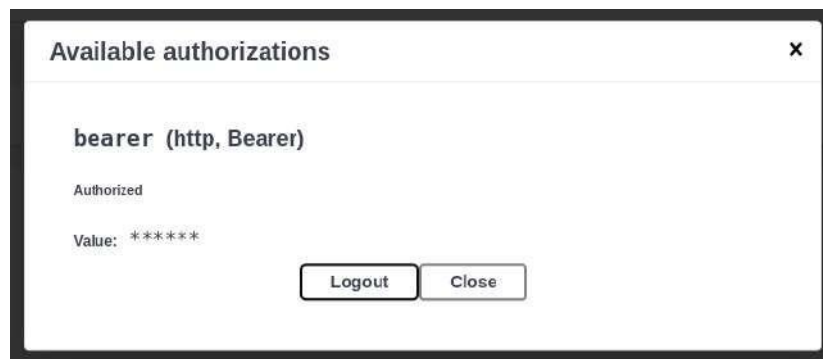 Available authorizations ×
bearer (http, Bearer)
Authorized
Value: ******
Logout Close